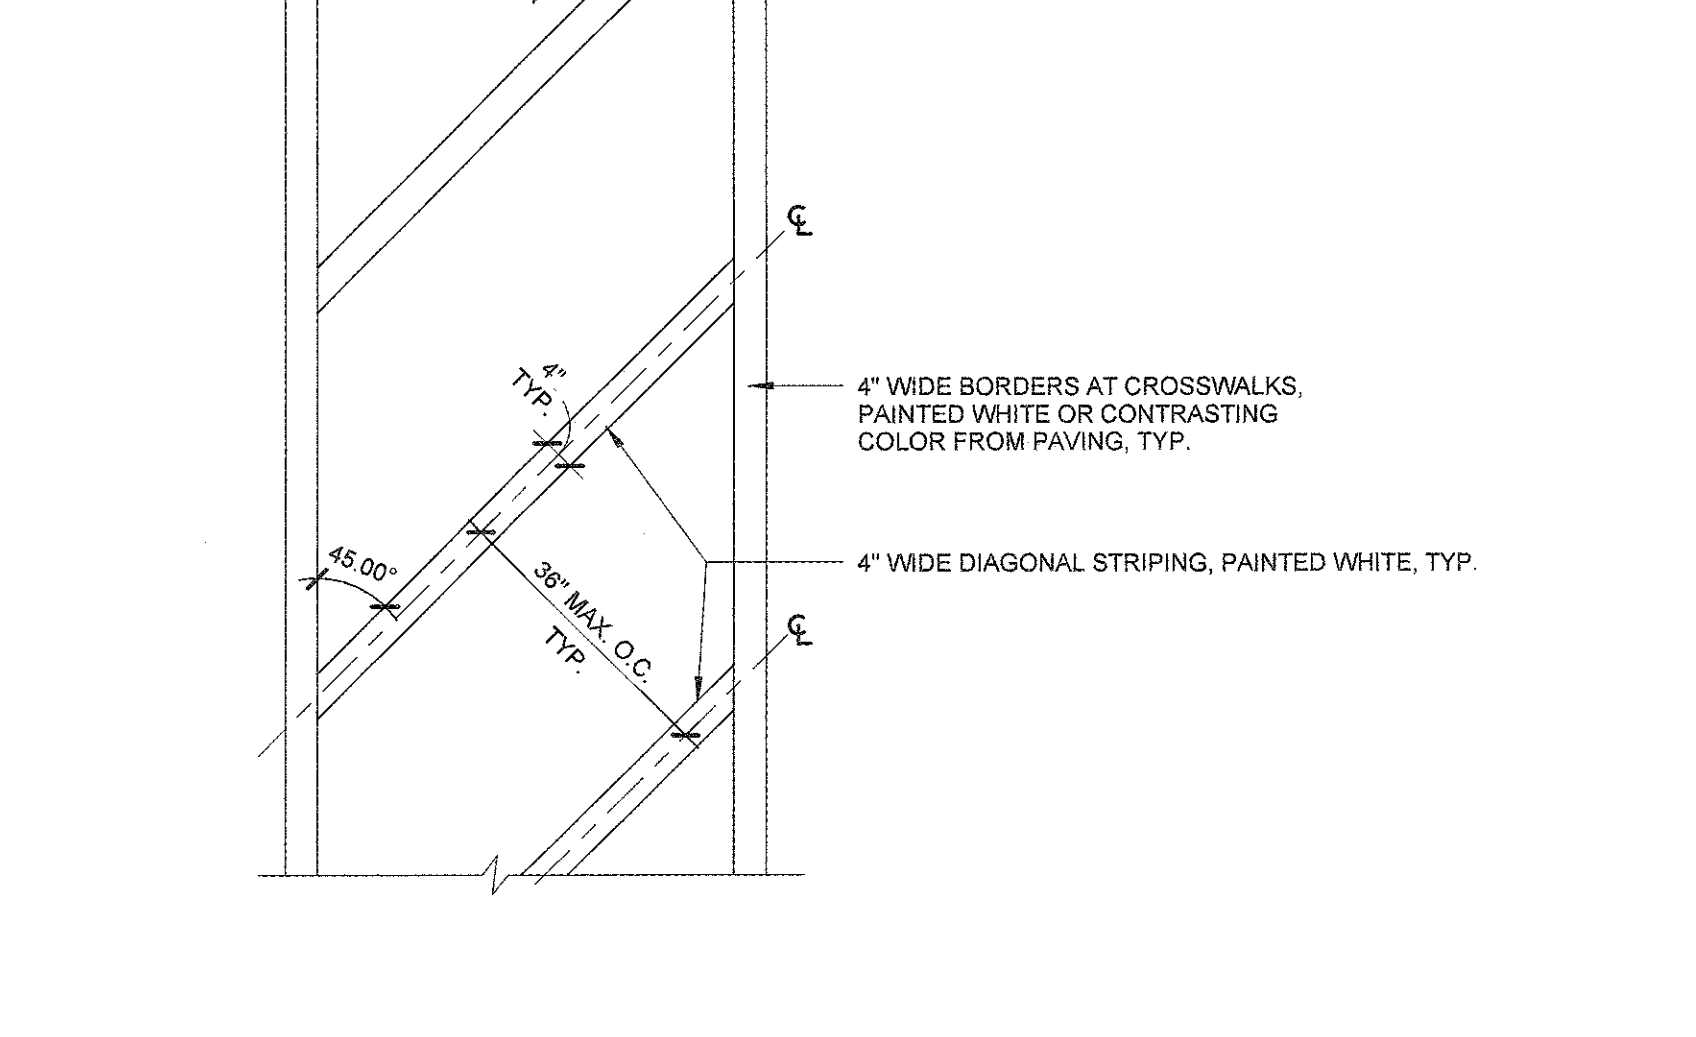 ℄
4"
TYP.
4" WIDE BORDERS AT CROSSWALKS,
PAINTED WHITE OR CONTRASTING
COLOR FROM PAVING, TYP.
45.00°
36" MAX. O.C.
TYP.
4" WIDE DIAGONAL STRIPING, PAINTED WHITE, TYP.
℄